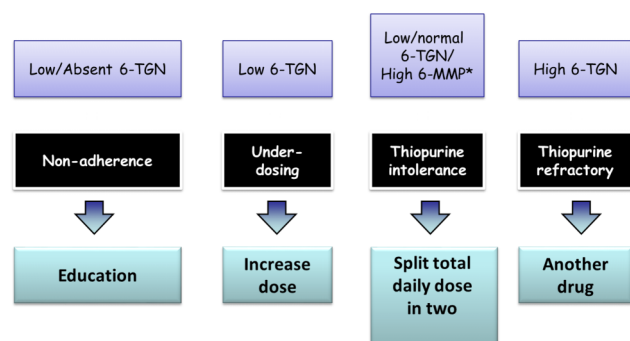 Low/Absent 6-TGN
Low 6-TGN
Low/normal
6-TGN/
High 6-MMP*
High 6-TGN
Non-adherence
Under-
dosing
Thiopurine
intolerance
Thiopurine
refractory
Education
Increase
dose
Split total
daily dose
in two
Another
drug